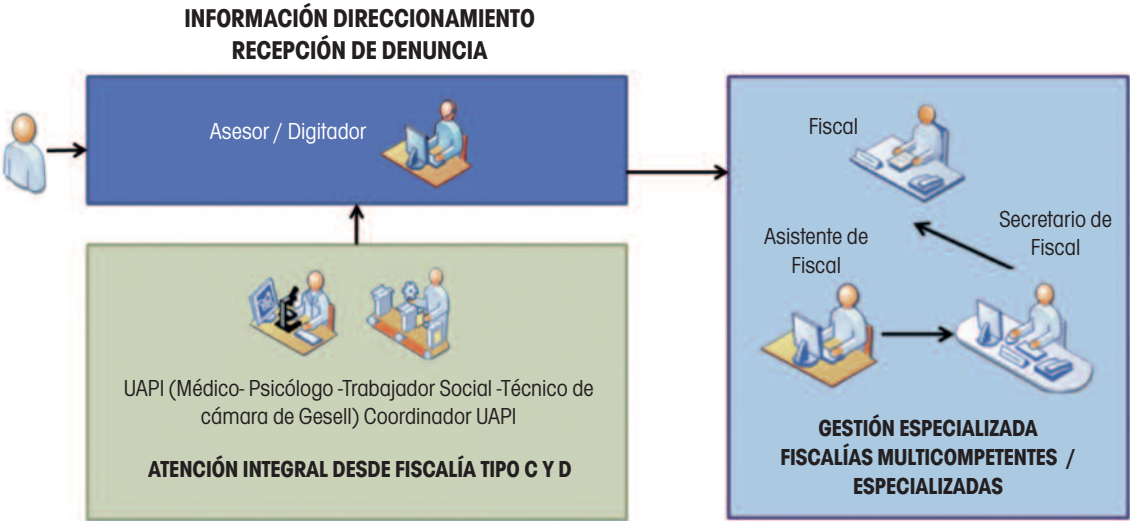 INFORMACIÓN DIRECCIONAMIENTO
RECEPCIÓN DE DENUNCIA
Asesor / Digitador
UAPI (Médico- Psicólogo -Trabajador Social -Técnico de
cámara de Gesell) Coordinador UAPI
ATENCIÓN INTEGRAL DESDE FISCALÍA TIPO C Y D
Fiscal
Asistente de
Fiscal
Secretario de
Fiscal
GESTIÓN ESPECIALIZADA
FISCALÍAS MULTICOMPETENTES /
ESPECIALIZADAS